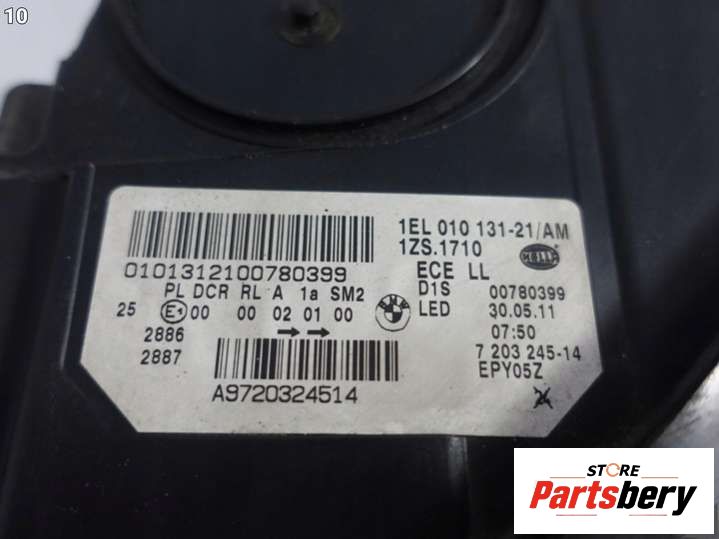 10
1EL 010 131-21/AM
1ZS.1710
HELLA
0101312100780399
ECE LL
PL DCR RL A 1a SM2
D1S 00780399
25 E1 00 00 02 01 00
BMW
LED 30.05.11
2886
07:50
2887
7 203 245-14
EPY05Z
A9720324514
STORE
Partsbery